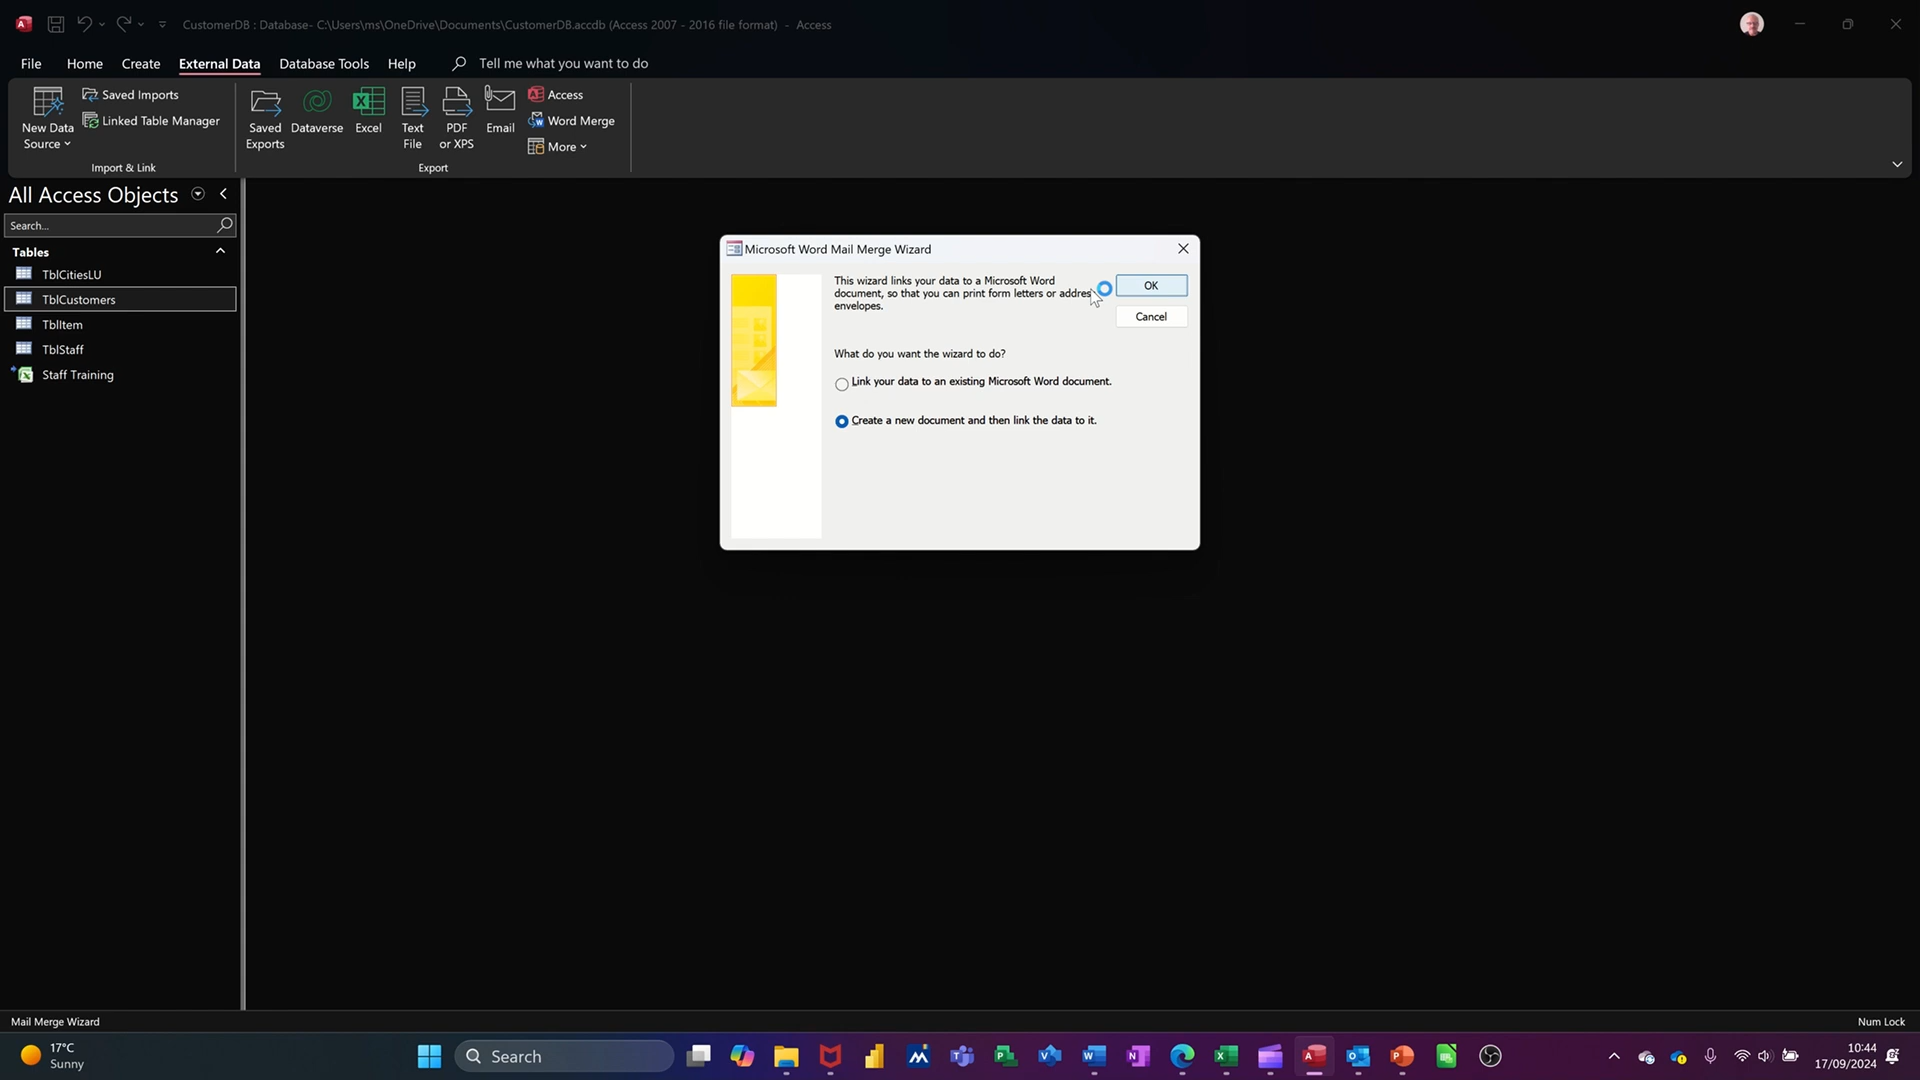 CustomerDB : Database- C:\Users\ms\OneDrive\Documents\CustomerDB.accdb (Access 2007 - 2016 file format) - Access
File Home Create External Data Database Tools Help Tell me what you want to do
New Data Source
Saved Imports
Linked Table Manager
Import & Link
Saved Exports
Dataverse
Excel
Text File
PDF or XPS
Email
Access
Word Merge
More
Export
All Access Objects
Search...
Tables
TblCitiesLU
TblCustomers
TblItem
TblStaff
Staff Training
Microsoft Word Mail Merge Wizard
This wizard links your data to a Microsoft Word
document, so that you can print form letters or addres
envelopes.
OK
Cancel
What do you want the wizard to do?
Link your data to an existing Microsoft Word document.
Create a new document and then link the data to it.
Mail Merge Wizard
Num Lock
17°C
Sunny
Search
10:44
17/09/2024